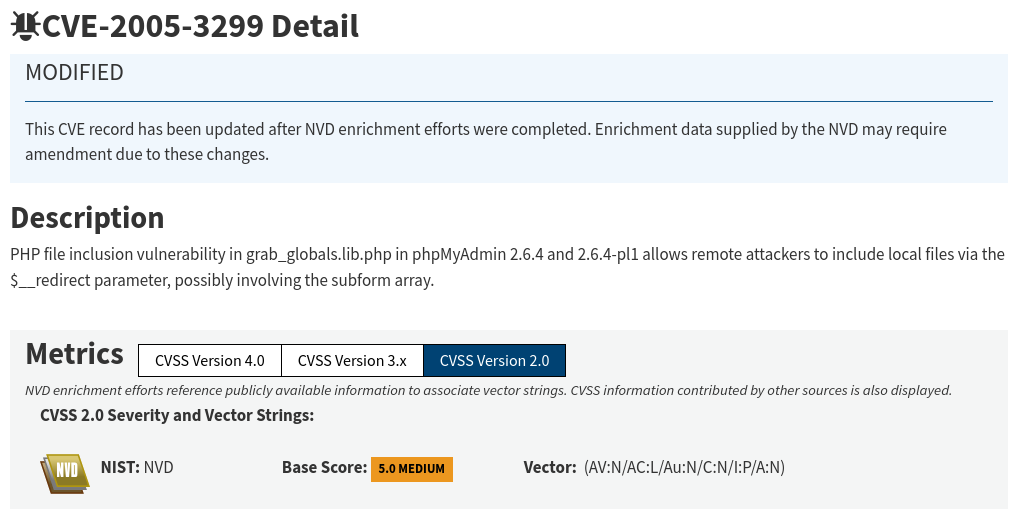 CVE-2005-3299 Detail
MODIFIED
This CVE record has been updated after NVD enrichment efforts were completed. Enrichment data supplied by the NVD may require
amendment due to these changes.
Description
PHP file inclusion vulnerability in grab_globals.lib.php in phpMyAdmin 2.6.4 and 2.6.4-pl1 allows remote attackers to include local files via the
$__redirect parameter, possibly involving the subform array.
Metrics CVSS Version 4.0 CVSS Version 3.x CVSS Version 2.0
NVD enrichment efforts reference publicly available information to associate vector strings. CVSS information contributed by other sources is also displayed.
CVSS 2.0 Severity and Vector Strings:
NVD NIST: NVD Base Score: 5.0 MEDIUM Vector: (AV:N/AC:L/Au:N/C:N/I:P/A:N)